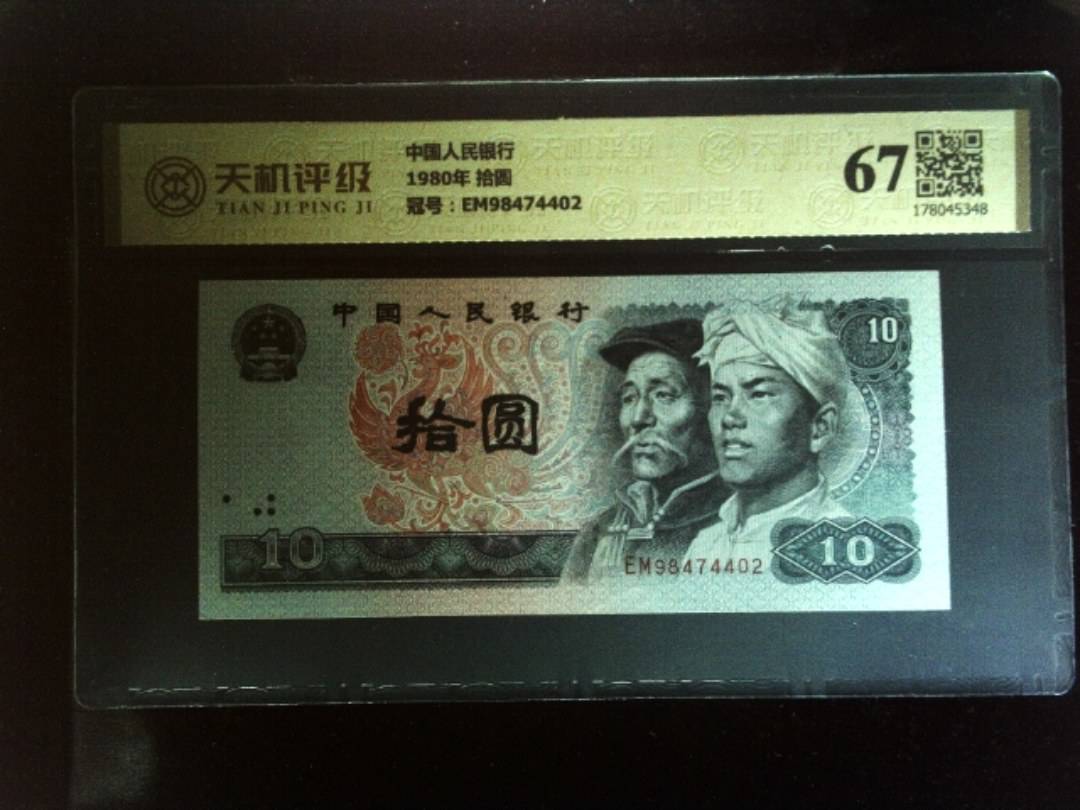 天机评级
TIAN JI PING JI
中国人民银行
1980年 拾圆
冠号：EM98474402
67
178045348
中国人民银行
10
拾圆
10
EM98474402
10